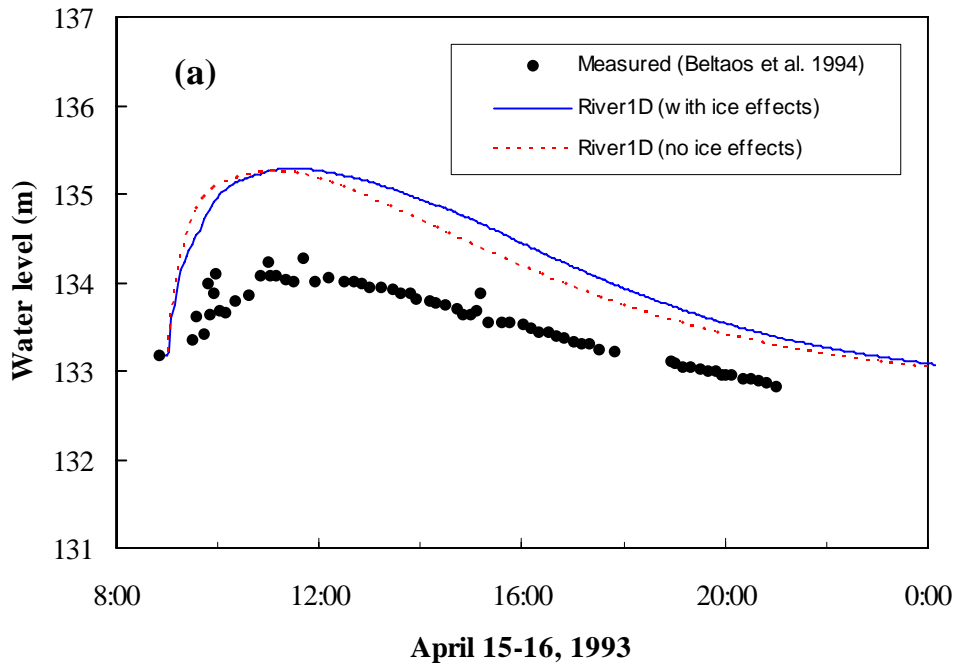 137
(a)
Measured (Beltaos et al. 1994)
River1D (with ice effects)
River1D (no ice effects)
136
135
134
133
132
131
Water level (m)
8:00 12:00 16:00 20:00 0:00
April 15-16, 1993